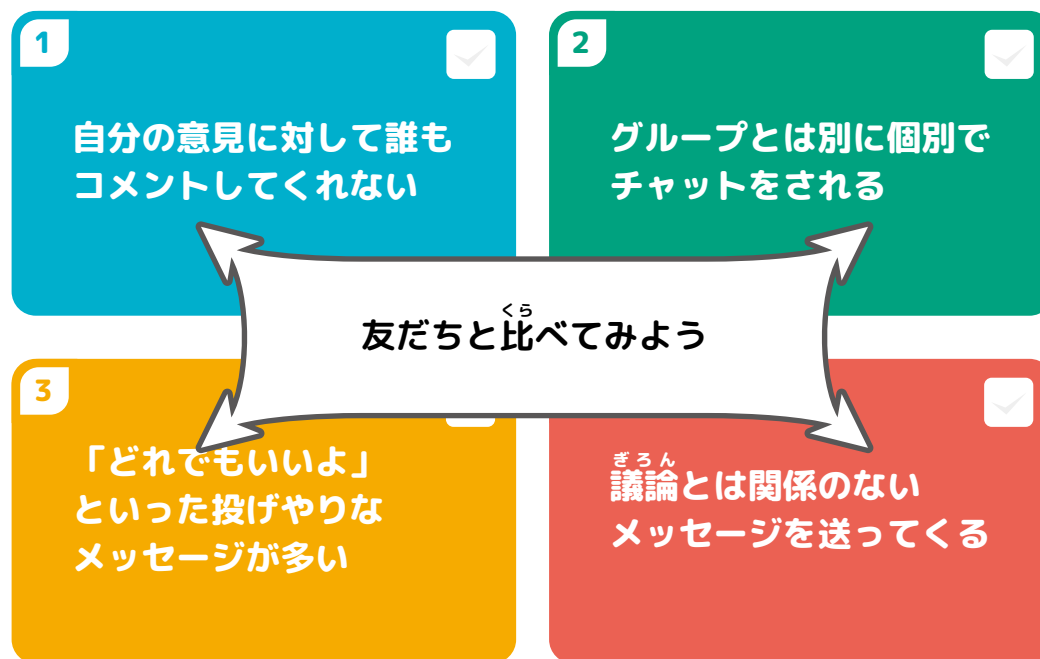 1
自分の意見に対して誰も
コメントしてくれない
2
グループとは別に個別で
チャットをされる
くら
友だちと比べてみよう
3
「どれでもいいよ」
といった投げやりな
メッセージが多い
ぎろん
議論とは関係のない
メッセージを送ってくる